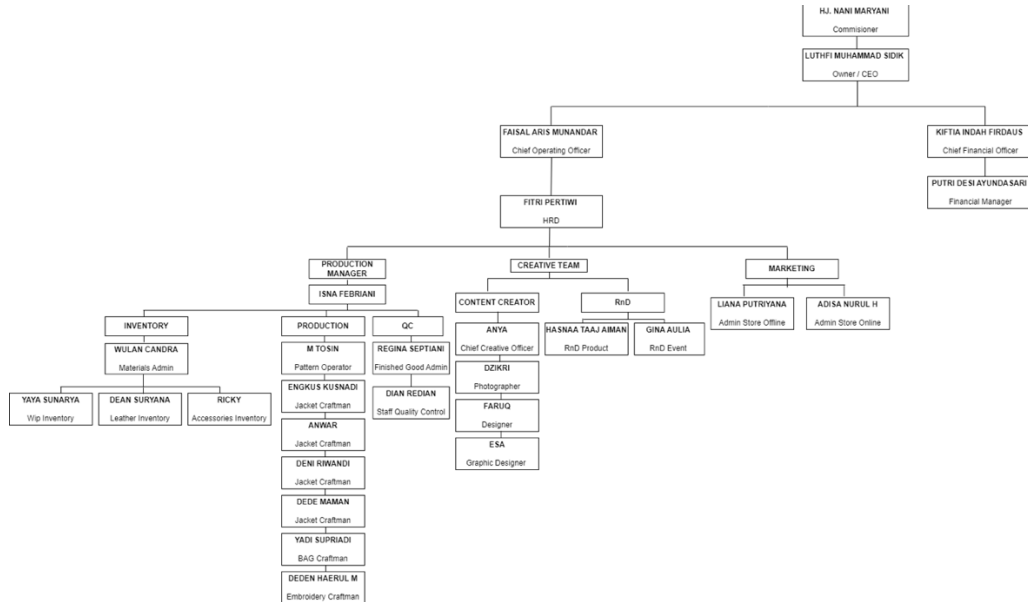 HJ. NANI MARYANI
Commisioner
LUTHFI MUHAMMAD SIDIK
Owner / CEO
FAISAL ARIS MUNANDAR
Chief Operating Officer
KIFTIA INDAH FIRDAUS
Chief Financial Officer
PUTRI DESI AYUNDASARI
Financial Manager
FITRI PERTIWI
HRD
PRODUCTION
MANAGER
ISNA FEBRIANI
INVENTORY
WULAN CANDRA
Materials Admin
YAYA SUNARYA
Wip Inventory
DEAN SURYANA
Leather Inventory
RICKY
Accessories Inventory
PRODUCTION
M TOSIN
Pattern Operator
ENGKUS KUSNADI
Jacket Craftman
ANWAR
Jacket Craftman
DENI RIWANDI
Jacket Craftman
DEDE MAMAN
Jacket Craftman
YADI SUPRIADI
BAG Craftman
DEDEN HAERUL M
Embroidery Craftman
QC
REGINA SEPTIANI
Finished Good Admin
DIAN REDIAN
Staff Quality Control
CREATIVE TEAM
CONTENT CREATOR
ANYA
Chief Creative Officer
DZIKRI
Photographer
FARUQ
Designer
ESA
Graphic Designer
RnD
HASNAA TAAJ AIMAN
RnD Product
GINA AULIA
RnD Event
MARKETING
LIANA PUTRIYANA
Admin Store Offline
ADISA NURUL H
Admin Store Online